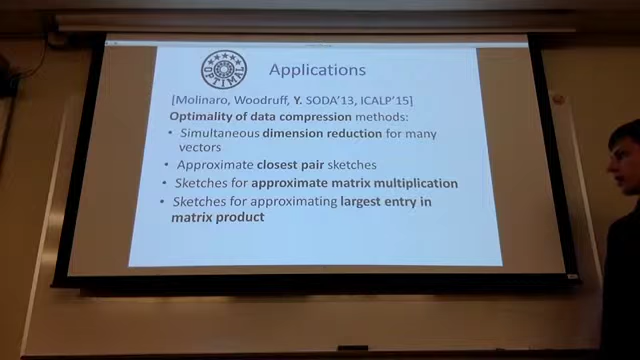 OPTIMAL
Applications
[Molinaro, Woodruff, Y. SODA'13, ICALP'15]
Optimality of data compression methods:
• Simultaneous dimension reduction for many
vectors
• Approximate closest pair sketches
• Sketches for approximate matrix multiplication
• Sketches for approximating largest entry in
matrix product